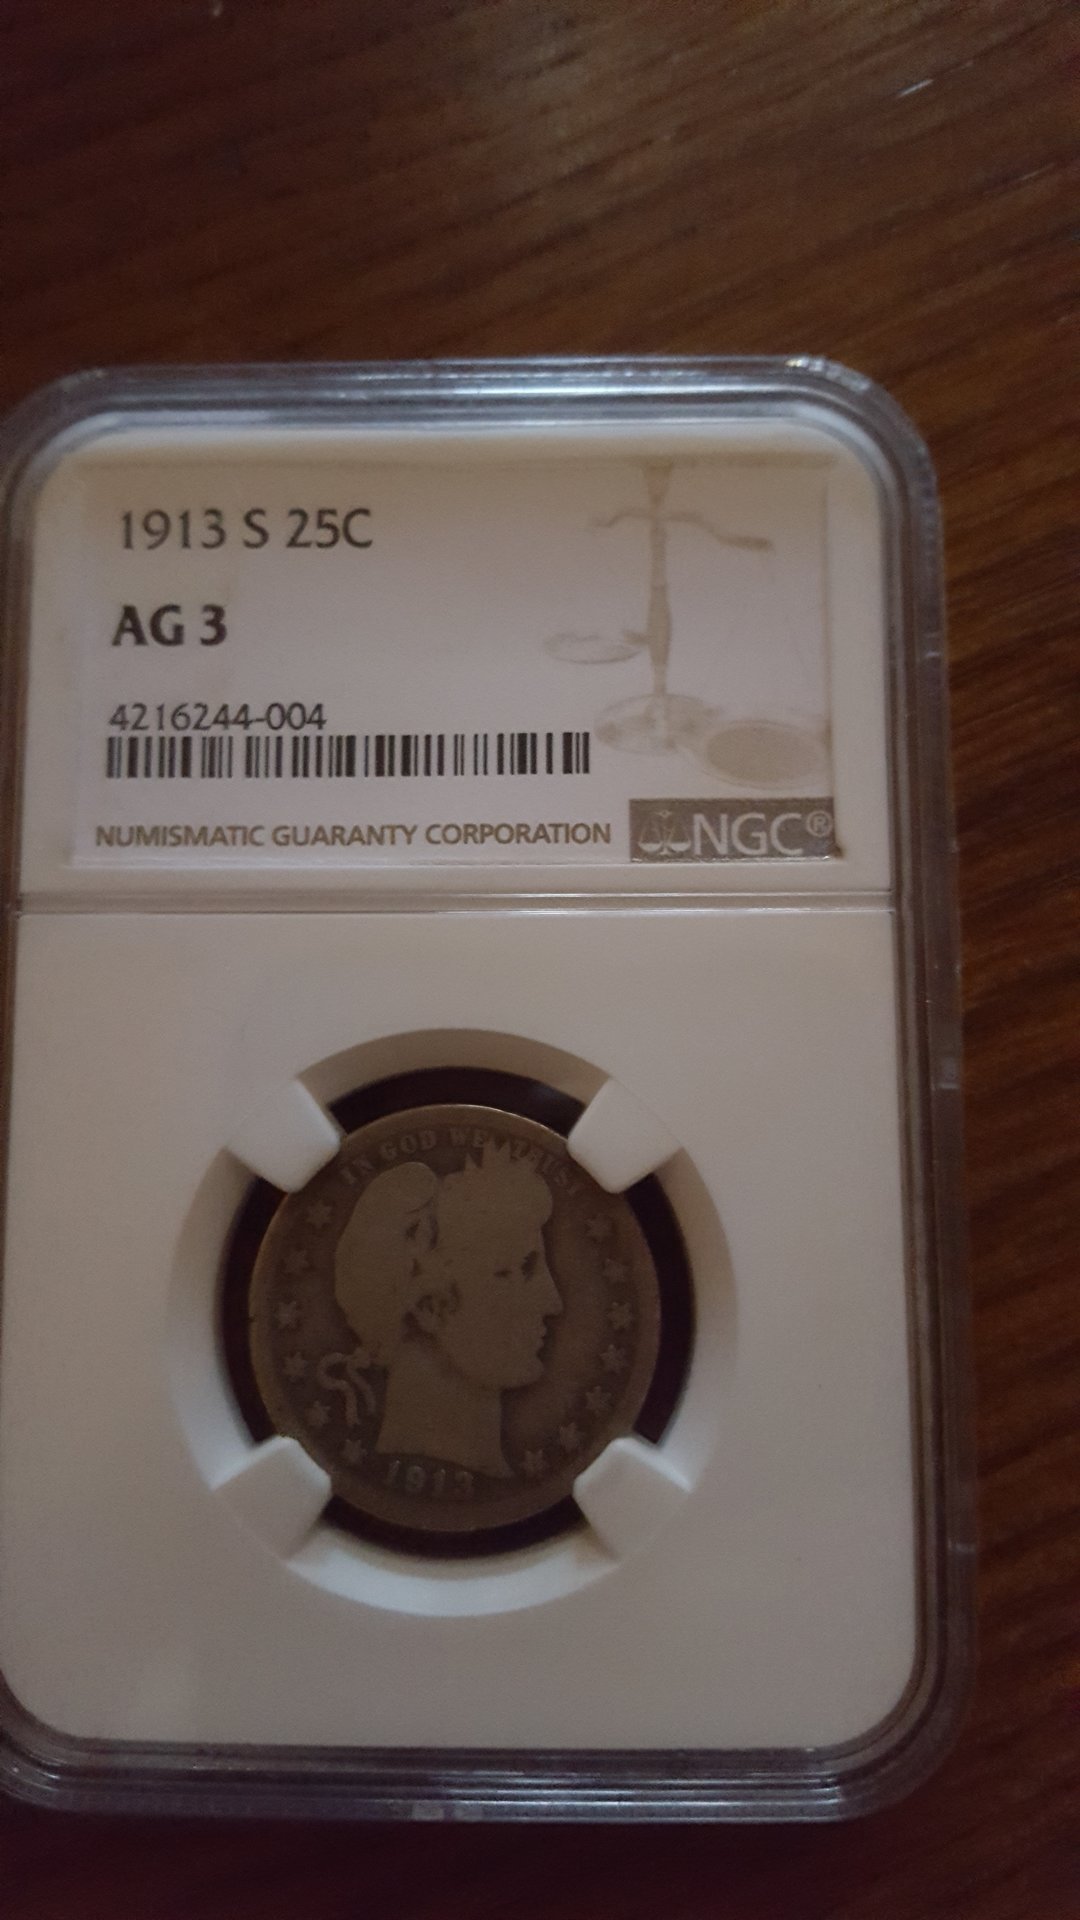 1913 S 25C
AG 3
4216244-004
NUMISMATIC GUARANTY CORPORATION
NGC®
IN GOD WE TRUST
1913